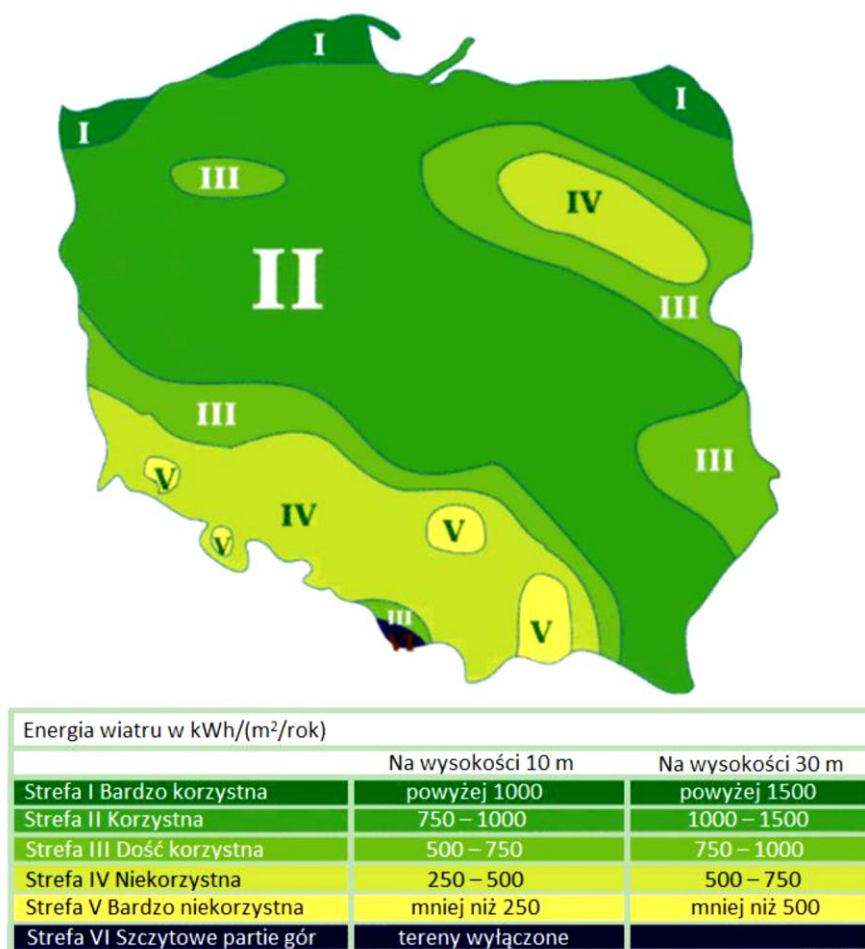 I
I
I
III
IV
II
III
III
III
V
IV
V
V
III
VI
V
Energia wiatru w kWh/(m²/rok)
Na wysokości 10 m Na wysokości 30 m
Strefa I Bardzo korzystna powyżej 1000 powyżej 1500
Strefa II Korzystna 750 – 1000 1000 – 1500
Strefa III Dość korzystna 500 – 750 750 – 1000
Strefa IV Niekorzystna 250 – 500 500 – 750
Strefa V Bardzo niekorzystna mniej niż 250 mniej niż 500
Strefa VI Szczytowe partie gór tereny wyłączone